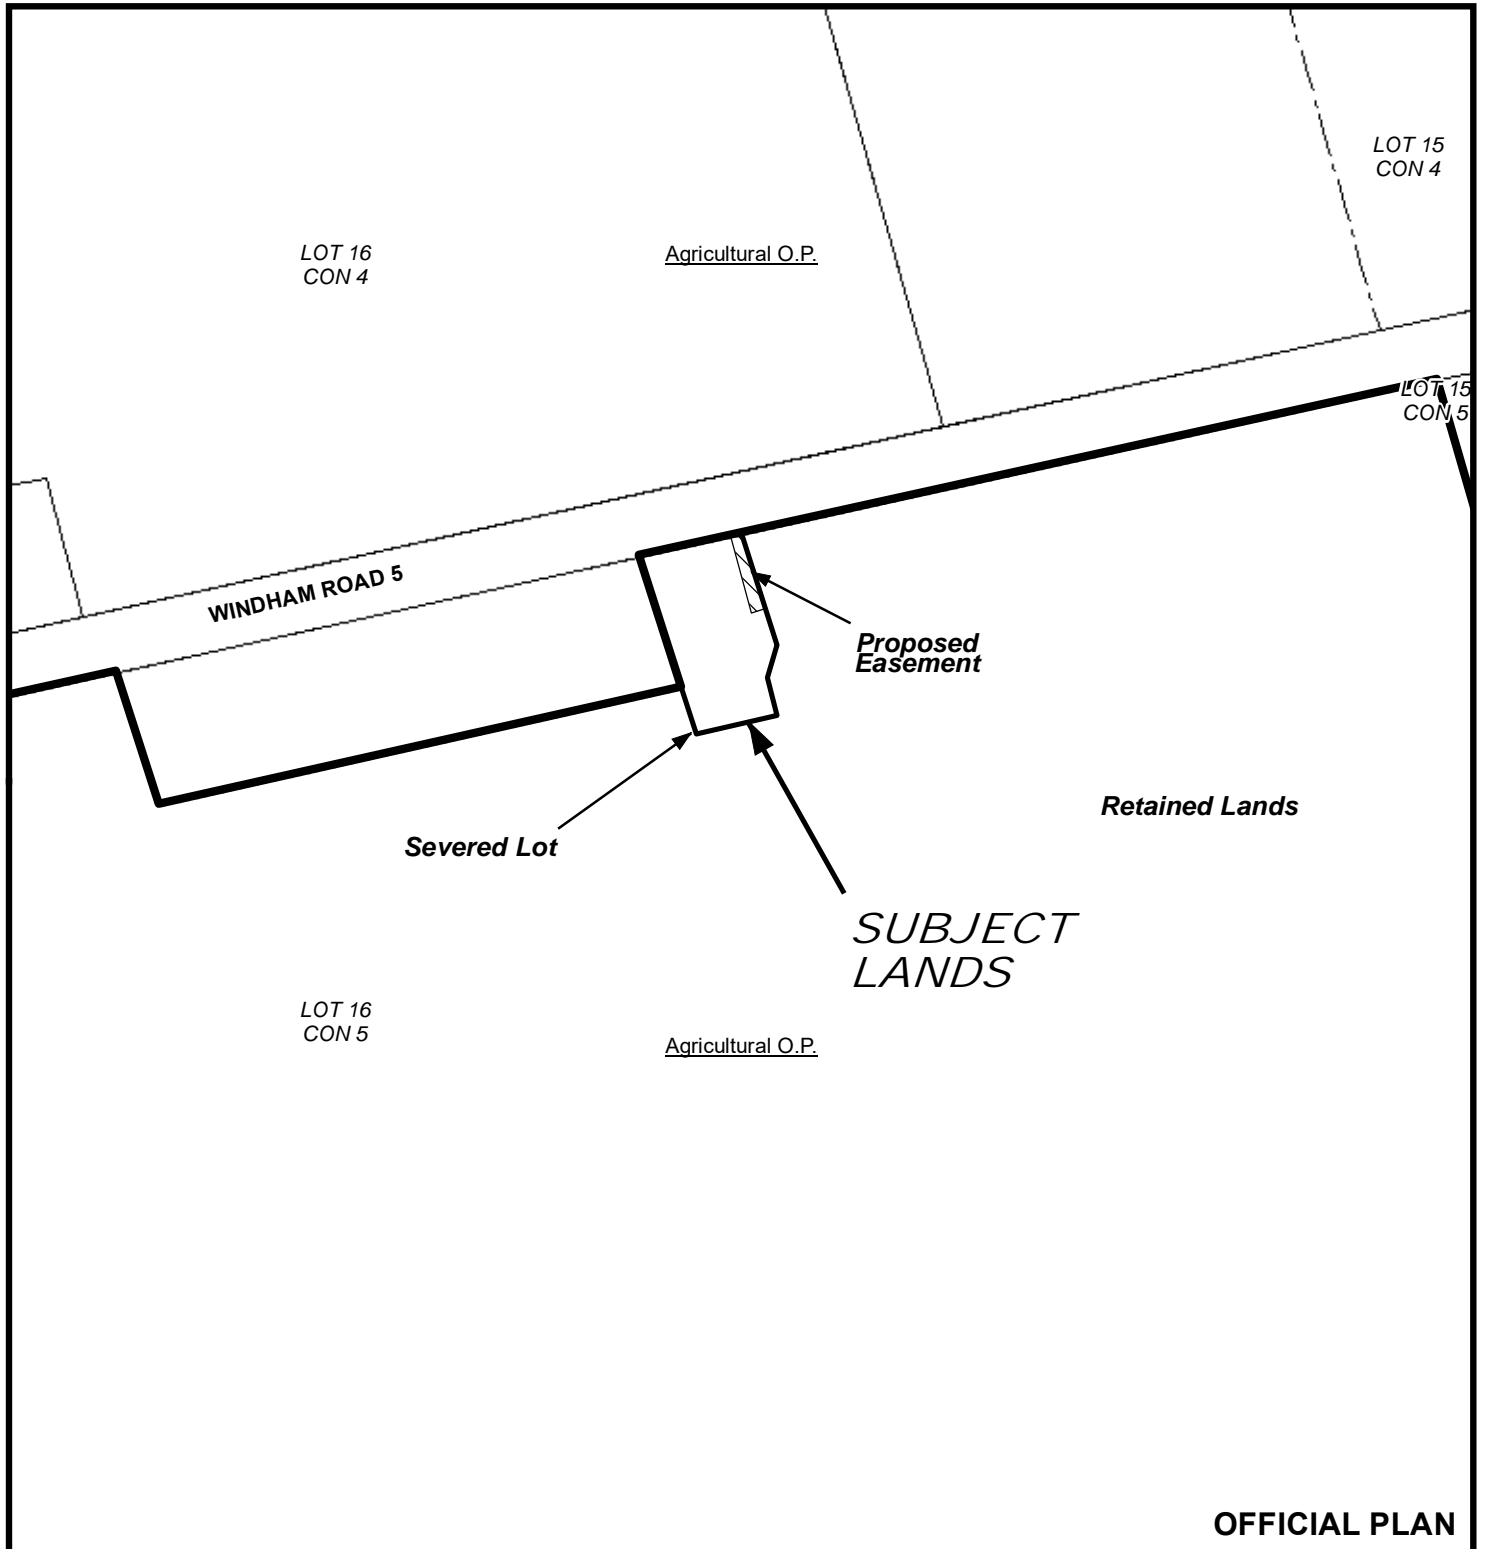 LOT 15
CON 4
LOT 16
CON 4
Agricultural O.P.
LOT 15
CON 5
WINDHAM ROAD 5
Proposed
Easement
Retained Lands
Severed Lot
SUBJECT
LANDS
LOT 16
CON 5
Agricultural O.P.
OFFICIAL PLAN